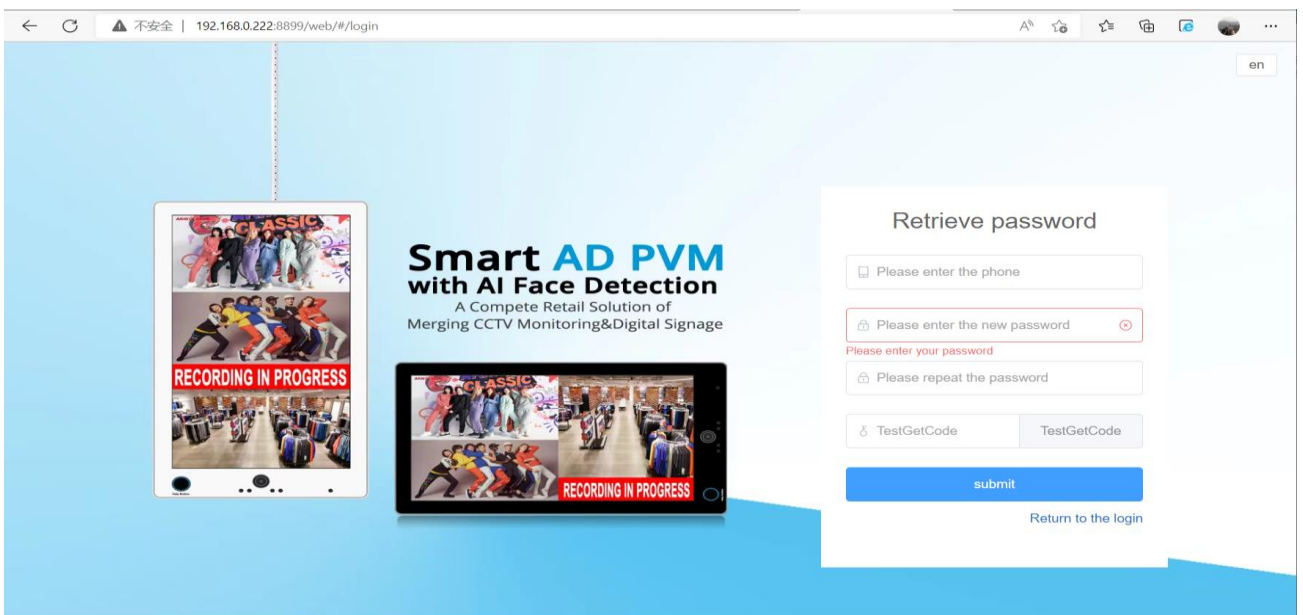 不安全 | 192.168.0.222:8899/web/#/login
en
Smart AD PVM
with AI Face Detection
A Compete Retail Solution of
Merging CCTV Monitoring&Digital Signage
CLASSIC
RECORDING IN PROGRESS
CLASSIC
RECORDING IN PROGRESS
Retrieve password
Please enter the phone
Please enter the new password
Please enter your password
Please repeat the password
TestGetCode TestGetCode
submit
Return to the login